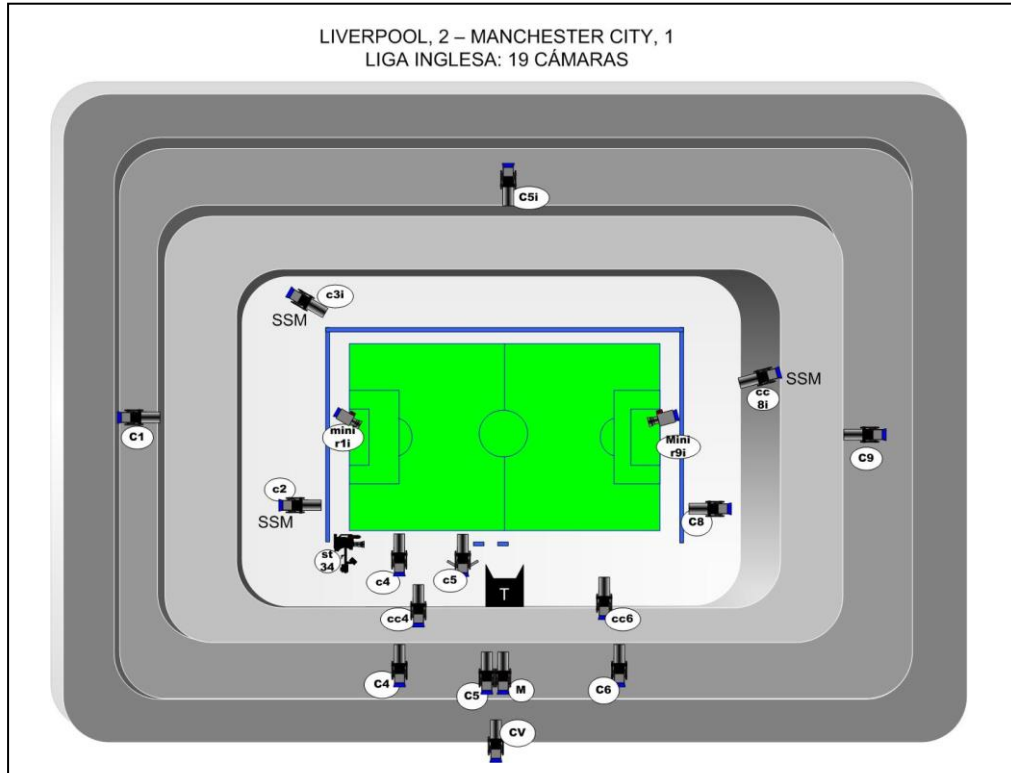 LIVERPOOL, 2 – MANCHESTER CITY, 1
LIGA INGLESA: 19 CÁMARAS
C5i
c3i
SSM
cc
8i
SSM
C1
mini
r1i
Mini
r9i
C9
c2
SSM
C8
st
34
c4
c5
T
cc4
cc6
C4
C5
M
C6
CV